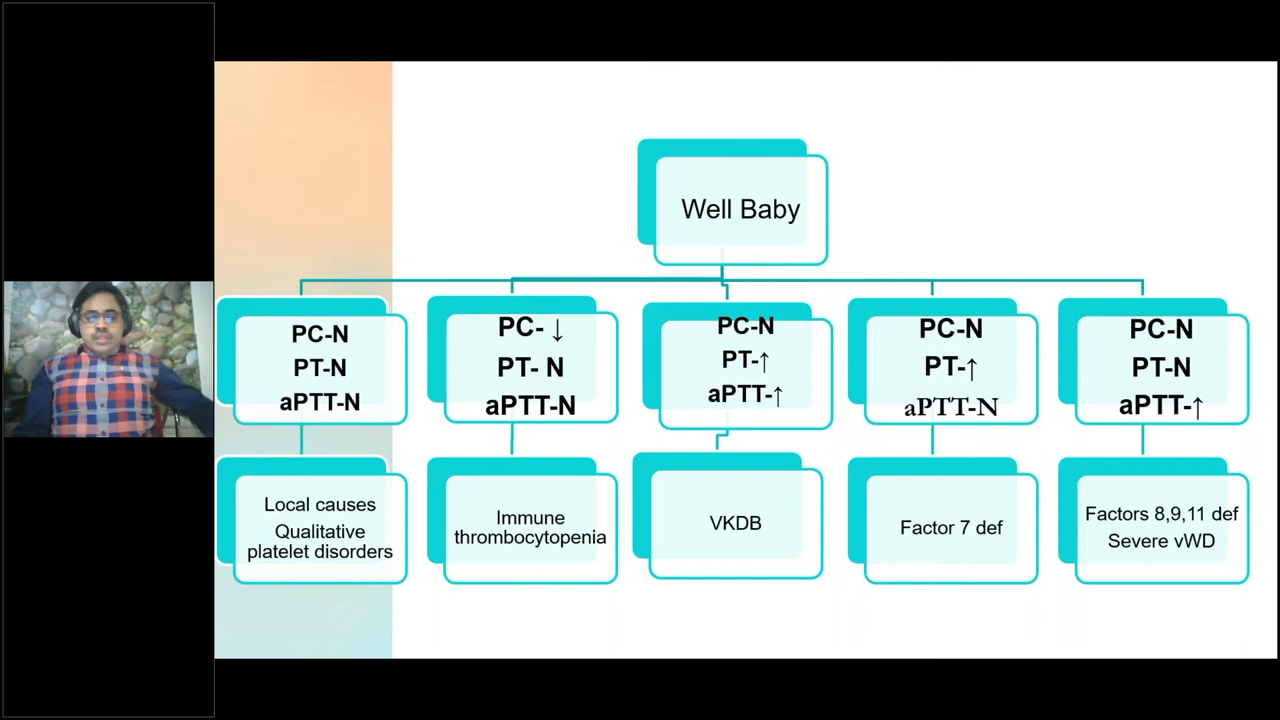 Well Baby
PC-N
PT-N
aPTT-N
PC- ↓
PT- N
aPTT-N
PC-N
PT-↑
aPTT-↑
PC-N
PT-↑
aPTT-N
PC-N
PT-N
aPTT-↑
Local causes
Qualitative
platelet disorders
Immune
thrombocytopenia
VKDB
Factor 7 def
Factors 8,9,11 def
Severe vWD